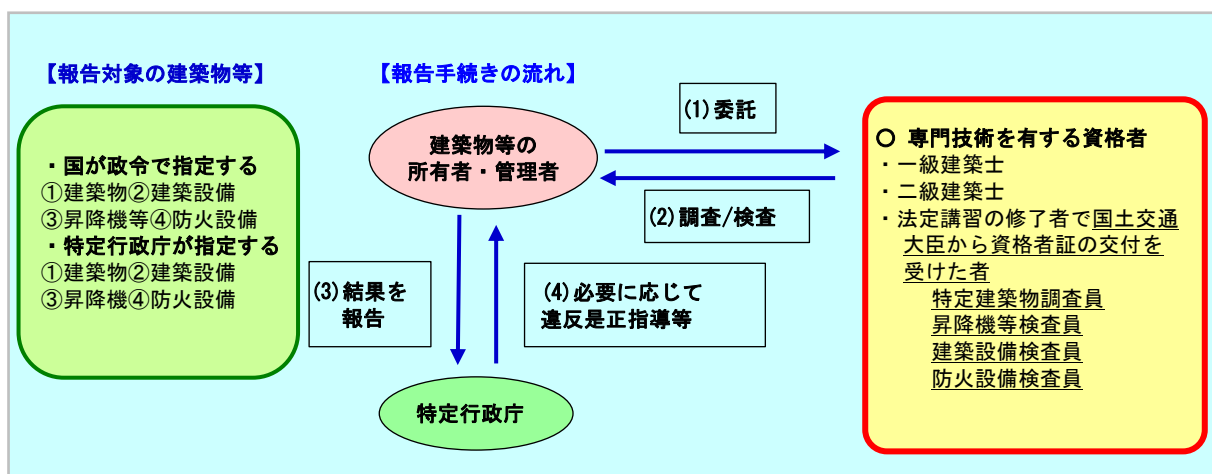 【報告対象の建築物等】
・国が政令で指定する
①建築物②建築設備
③昇降機等④防火設備
・特定行政庁が指定する
①建築物②建築設備
③昇降機④防火設備
【報告手続きの流れ】
建築物等の
所有者・管理者
(1)委託
(2)調査/検査
(3)結果を
報告
(4)必要に応じて
違反是正指導等
特定行政庁
○ 専門技術を有する資格者
・一級建築士
・二級建築士
・法定講習の修了者で国土交通
大臣から資格者証の交付を
受けた者
特定建築物調査員
昇降機等検査員
建築設備検査員
防火設備検査員